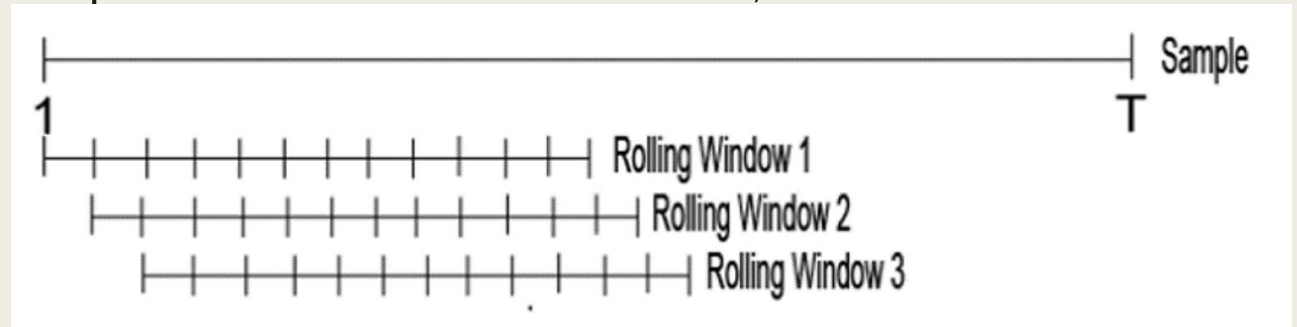 Sample
1
T
Rolling Window 1
Rolling Window 2
Rolling Window 3